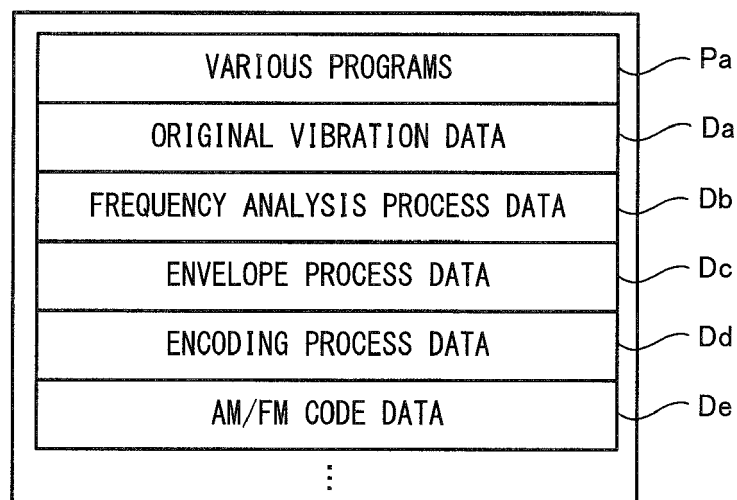 VARIOUS PROGRAMS Pa
ORIGINAL VIBRATION DATA Da
FREQUENCY ANALYSIS PROCESS DATA Db
ENVELOPE PROCESS DATA Dc
ENCODING PROCESS DATA Dd
AM/FM CODE DATA De
⋮